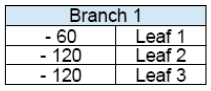 Branch 1
- 60 Leaf 1
- 120 Leaf 2
- 120 Leaf 3